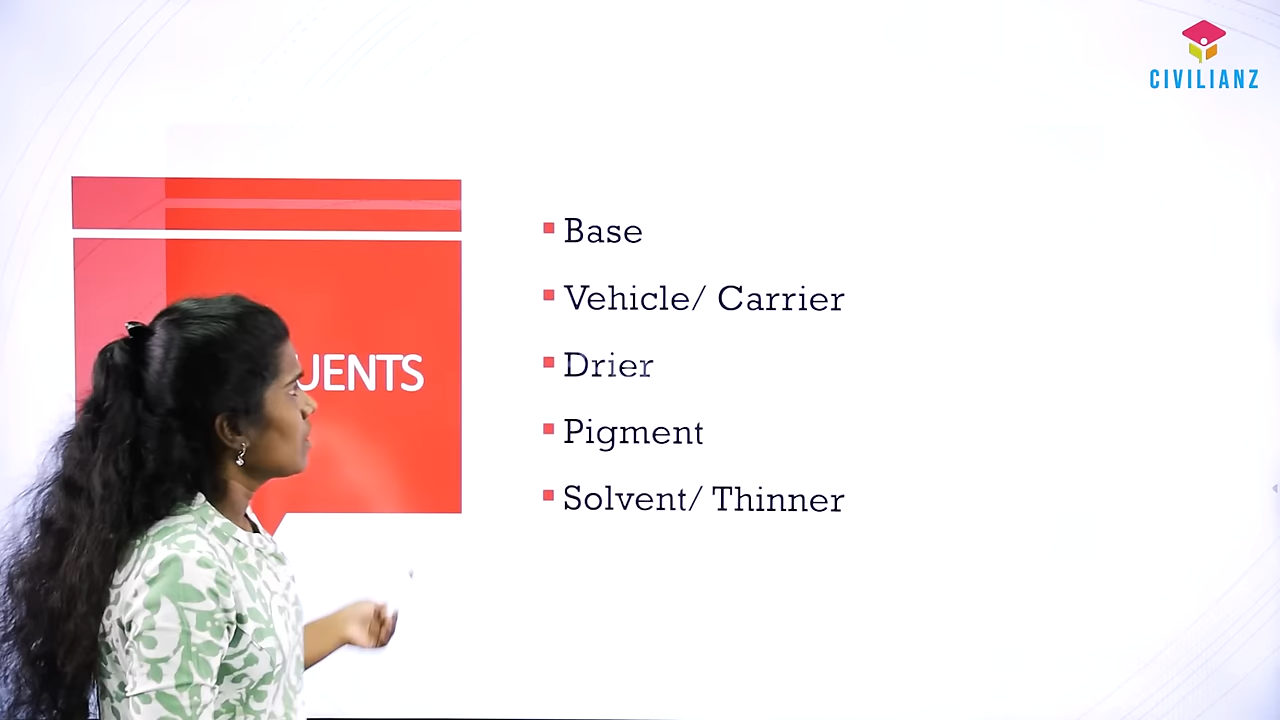 CIVILIANZ
UENTS
Base
Vehicle/ Carrier
Drier
Pigment
Solvent/ Thinner